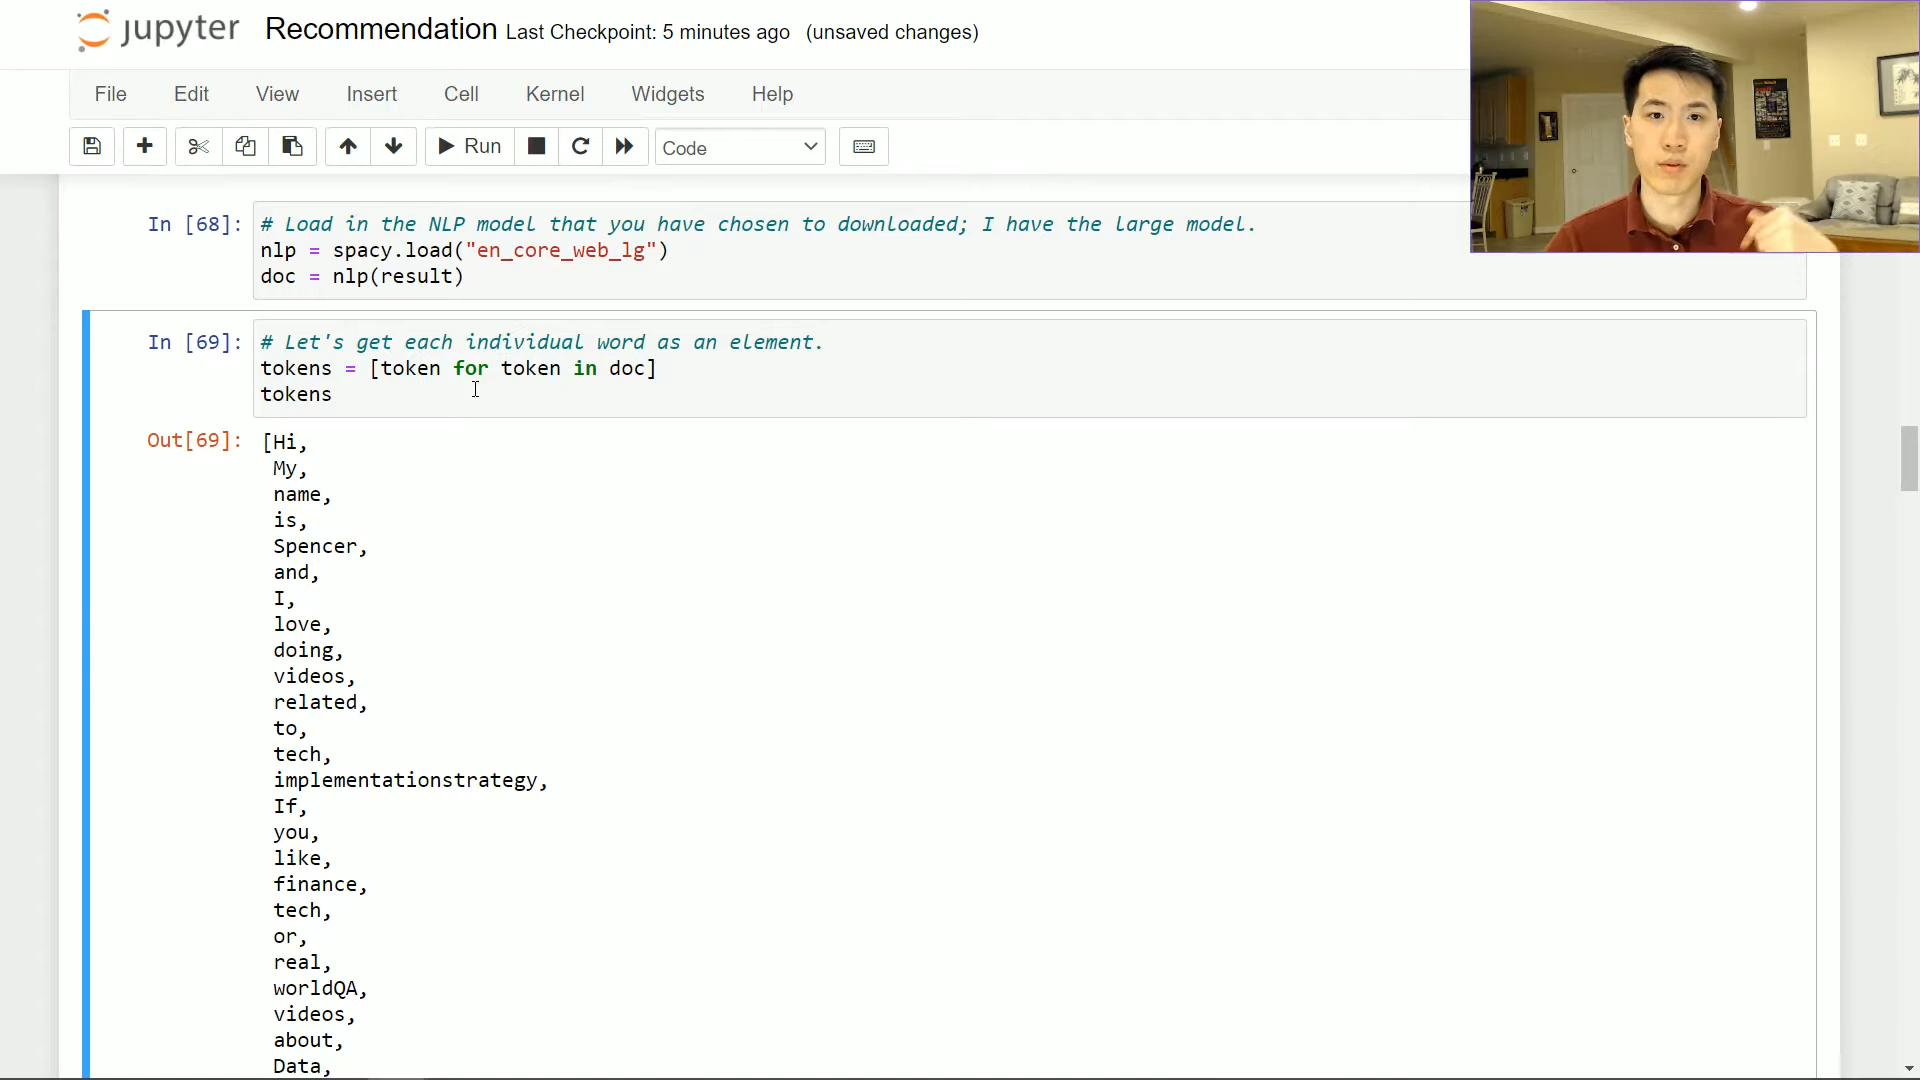 jupyter Recommendation Last Checkpoint: 5 minutes ago (unsaved changes)
File Edit View Insert Cell Kernel Widgets Help
Run Code
In [68]: # Load in the NLP model that you have chosen to downloaded; I have the large model.
nlp = spacy.load("en_core_web_lg")
doc = nlp(result)
In [69]: # Let's get each individual word as an element.
tokens = [token for token in doc]
tokens
Out[69]: [Hi,
My,
name,
is,
Spencer,
and,
I,
love,
doing,
videos,
related,
to,
tech,
implementationstrategy,
If,
you,
like,
finance,
tech,
or,
real,
worldQA,
videos,
about,
Data,